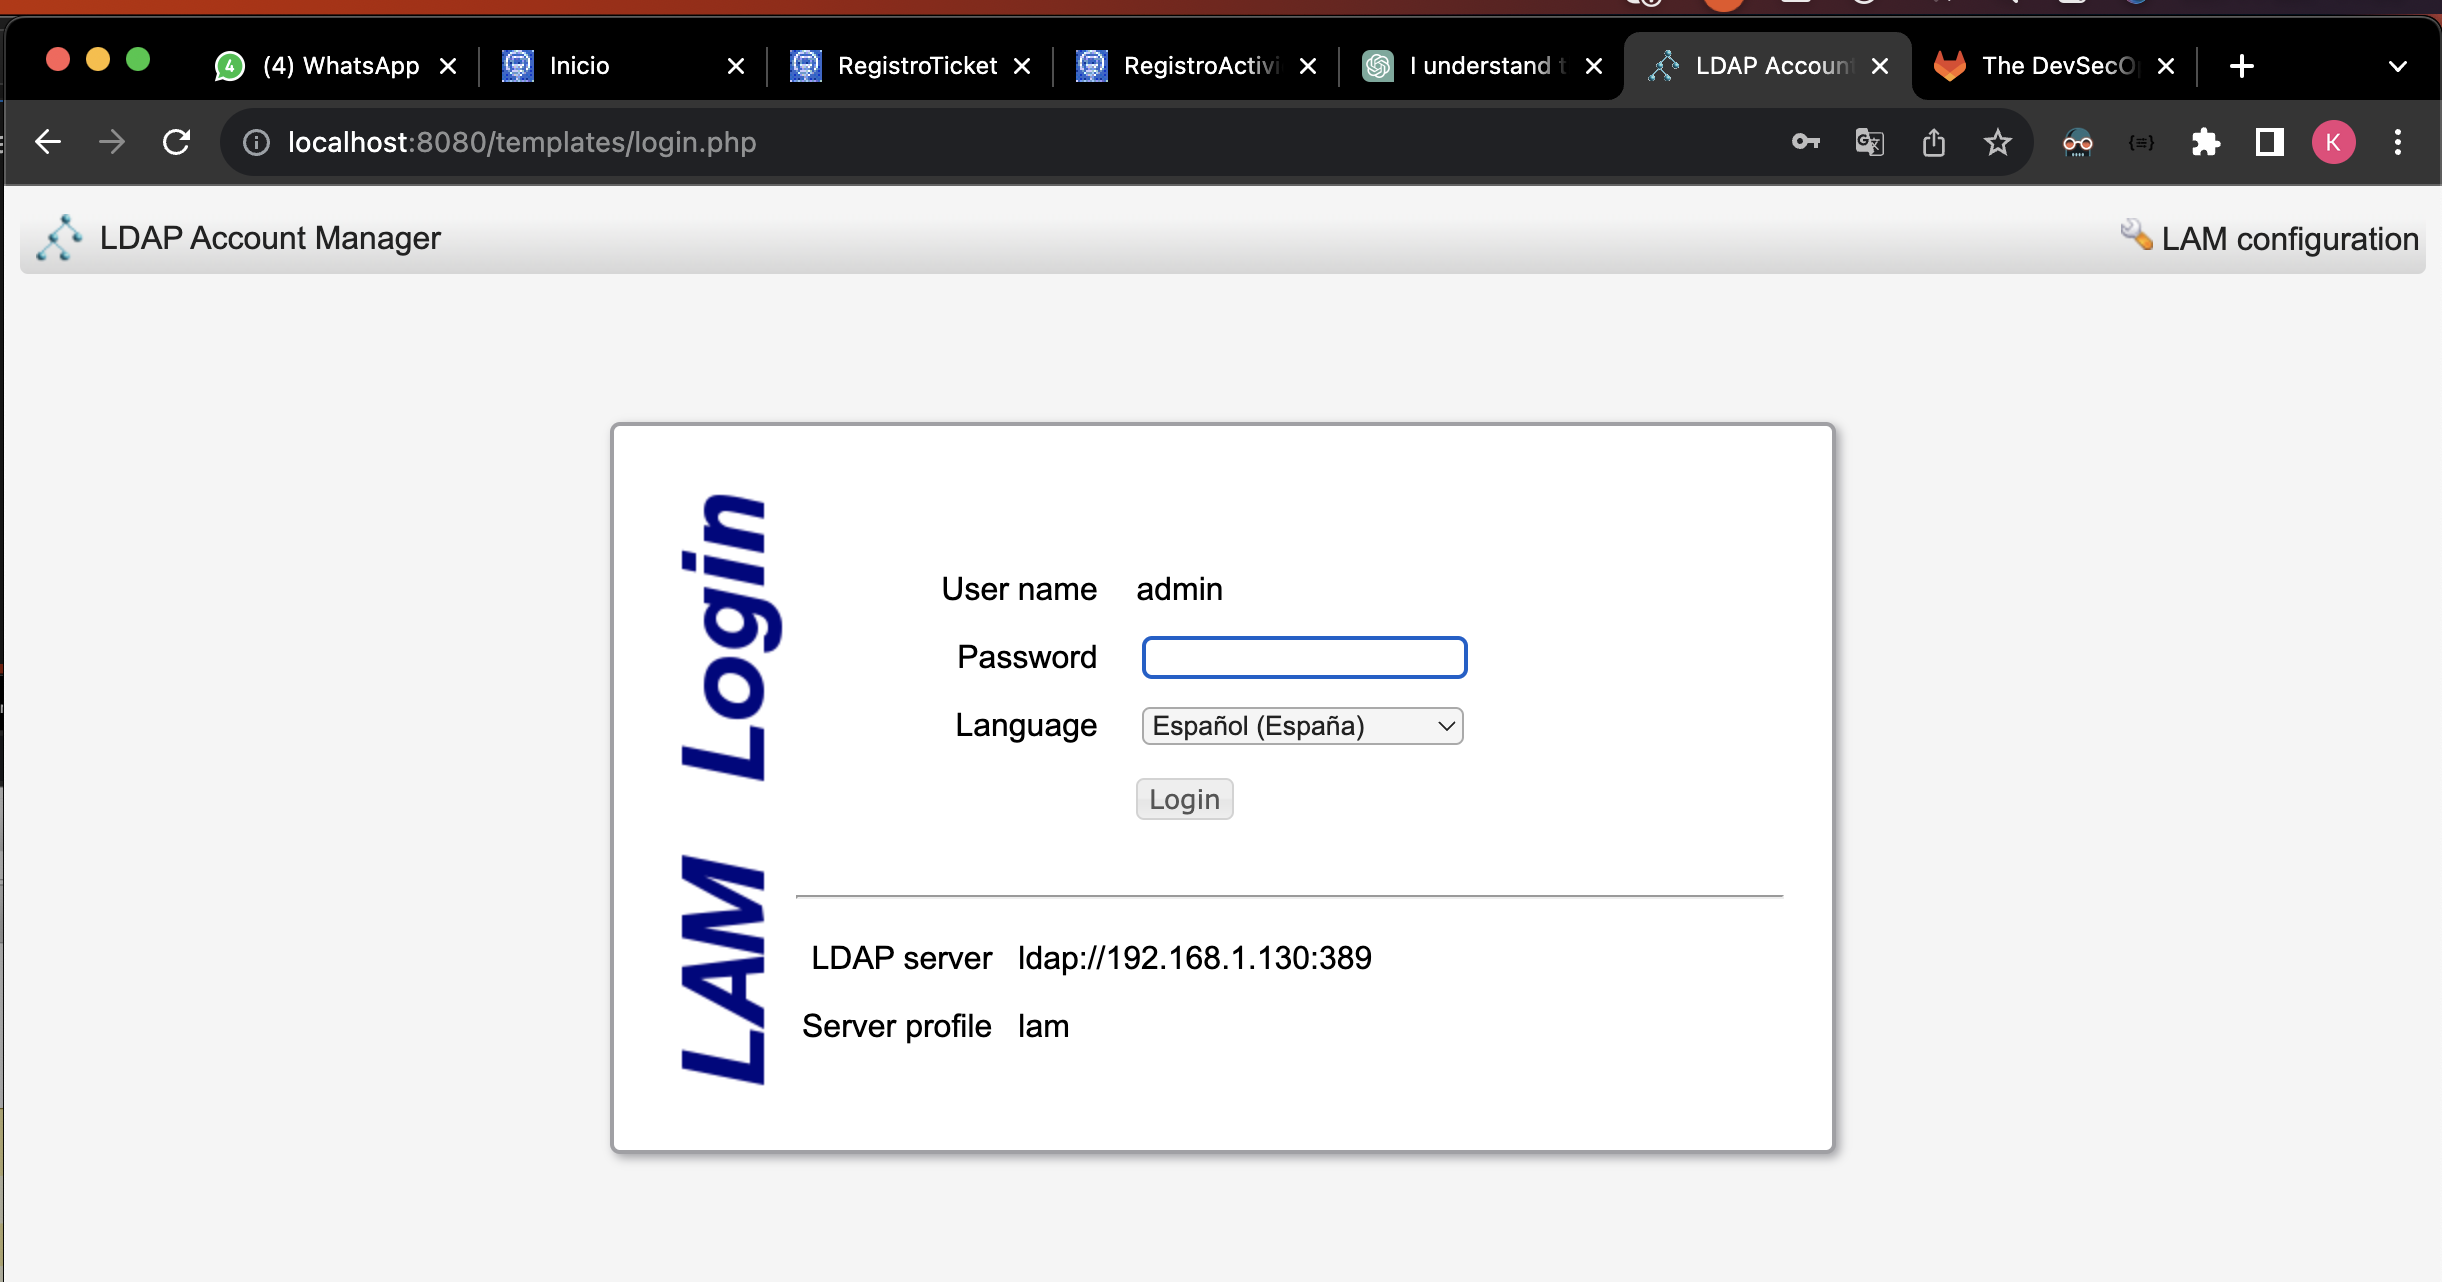 4 (4) WhatsApp
Inicio
RegistroTicket
RegistroActivi
I understand t
LDAP Account
The DevSecO
localhost:8080/templates/login.php
K
LDAP Account Manager
LAM configuration
LAM Login
User name admin
Password
Language Español (España)
Login
LDAP server ldap://192.168.1.130:389
Server profile lam